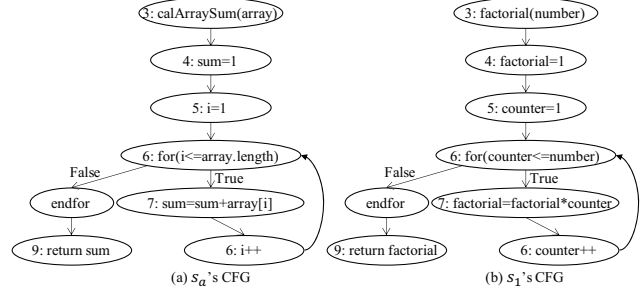 3: calArraySum(array)
4: sum=1
5: i=1
6: for(i<=array.length)
False
True
endfor
7: sum=sum+array[i]
9: return sum
6: i++
(a) sₐ's CFG
3: factorial(number)
4: factorial=1
5: counter=1
6: for(counter<=number)
False
True
endfor
7: factorial=factorial*counter
9: return factorial
6: counter++
(b) s₁'s CFG